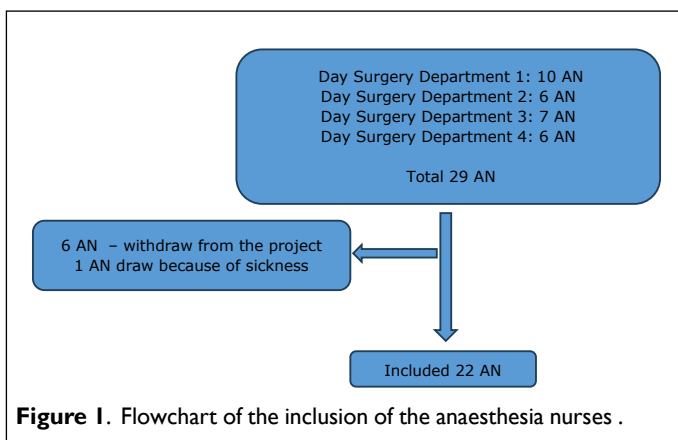 Day Surgery Department 1: 10 AN
Day Surgery Department 2: 6 AN
Day Surgery Department 3: 7 AN
Day Surgery Department 4: 6 AN
Total 29 AN
6 AN – withdraw from the project
1 AN draw because of sickness
Included 22 AN
Figure 1. Flowchart of the inclusion of the anaesthesia nurses .